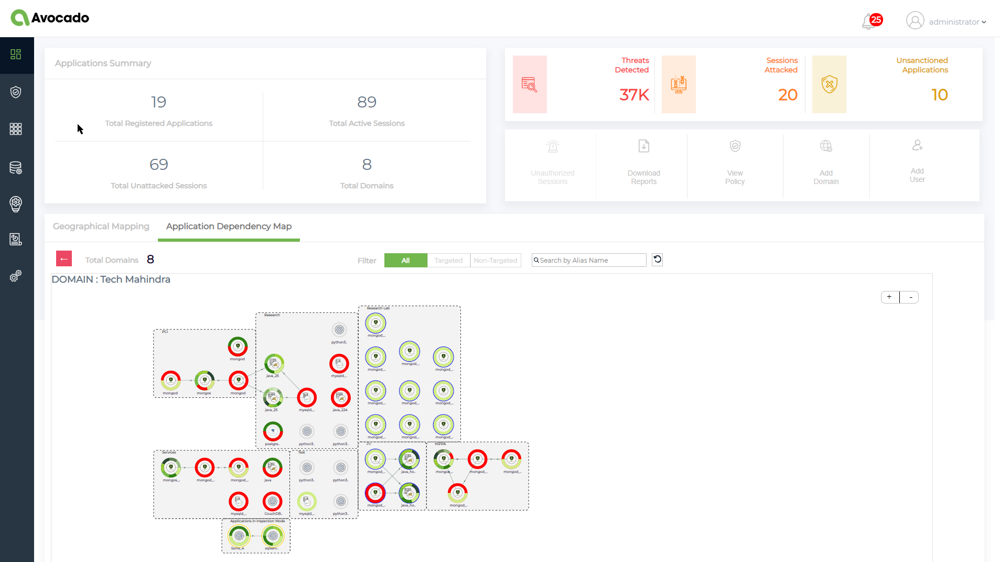 Avocado
25
administrator
Applications Summary
19
Total Registered Applications
89
Total Active Sessions
69
Total Unattacked Sessions
8
Total Domains
Threats
Detected
37K
Sessions
Attacked
20
Unsanctioned
Applications
10
Unauthorized
Sessions
Download
Reports
View
Policy
Add
Domain
Add
User
Geographical Mapping
Application Dependency Map
←
Total Domains 8
Filter
All
Targeted
Non-Targeted
Search by Alias Name
DOMAIN : Tech Mahindra
+
-
PCI
mongod
mongod
mongos
mongod
Research
python3..
java_25
mysqld_..
java_25
mysqld_..
java_224
postgre..
python3..
python3..
Research Lab
mongod_..
mongod_..
mongod_..
mongod_..
mongod_..
mongod_..
mongod_..
mongod_..
mongod_..
mongod_..
Services
mongos_..
mongod_..
mongod_..
java
mysqld_..
CouchDB..
Test
python3..
python3..
mysqld_..
python3..
PII
mongod_..
java_ho..
mongod_..
java_ho..
HIPPA
mongos_..
mongod_..
mongod_..
mongod_..
Applications in Inspection Mode
Ssms_4
sqlserv..